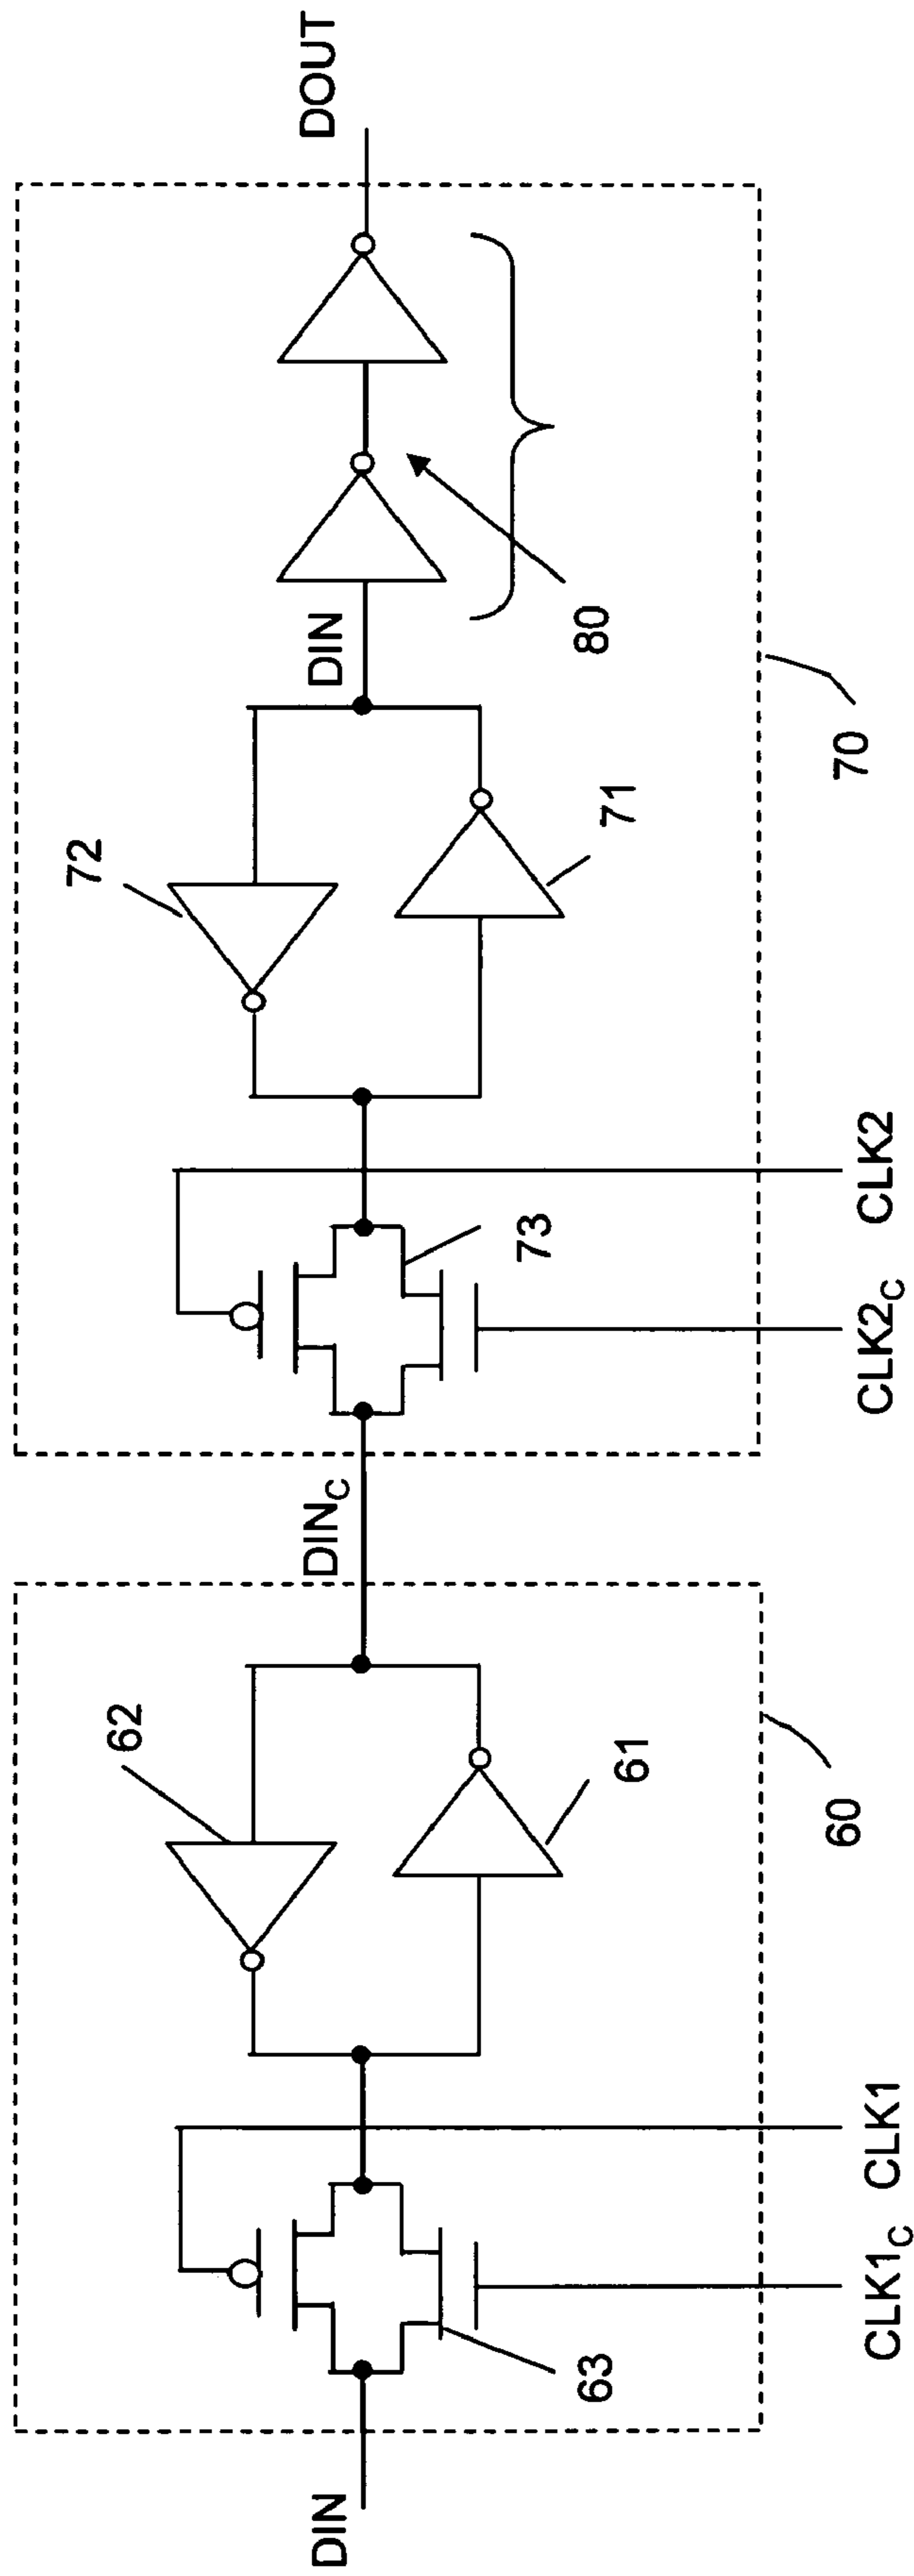 DIN
63
CLK1C
CLK1
62
61
60
DINC
73
CLK2C
CLK2
72
71
70
DIN
80
DOUT